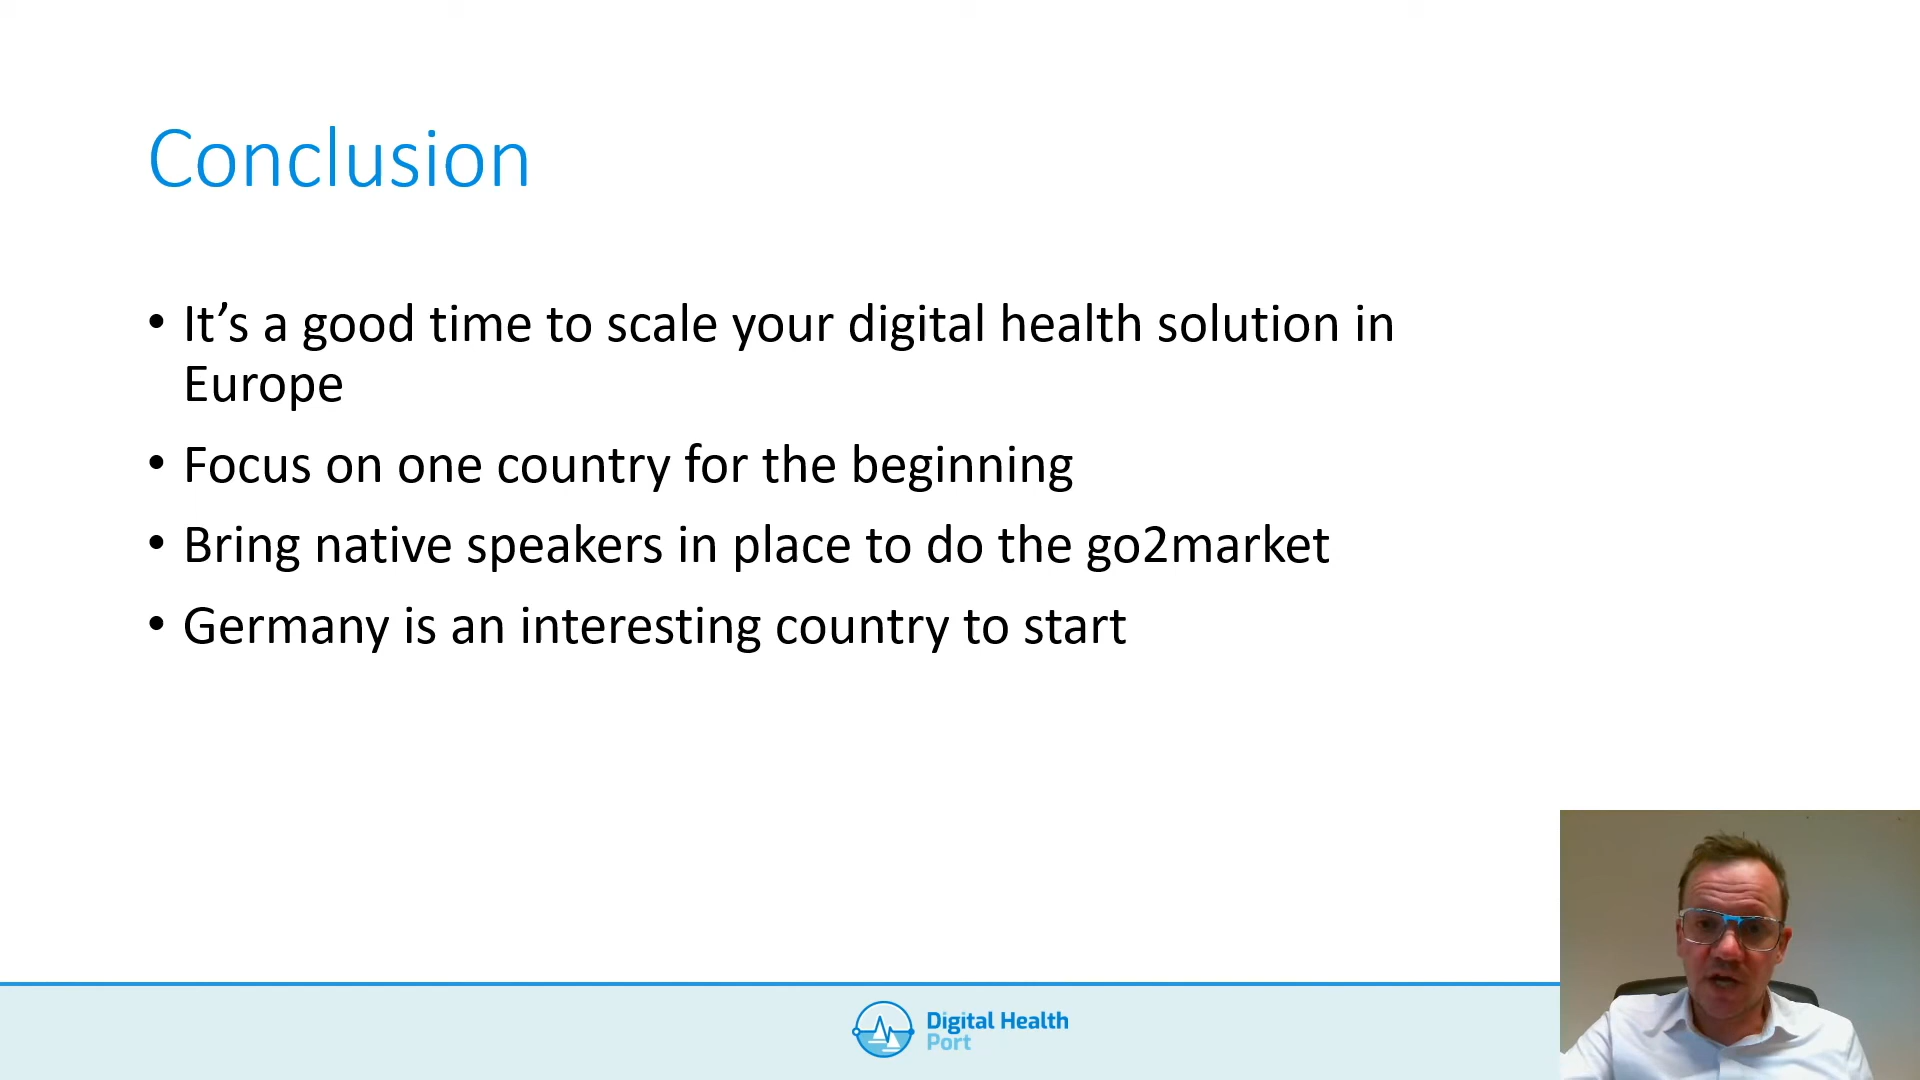 Conclusion
• It’s a good time to scale your digital health solution in
Europe
• Focus on one country for the beginning
• Bring native speakers in place to do the go2market
• Germany is an interesting country to start
Digital Health
Port